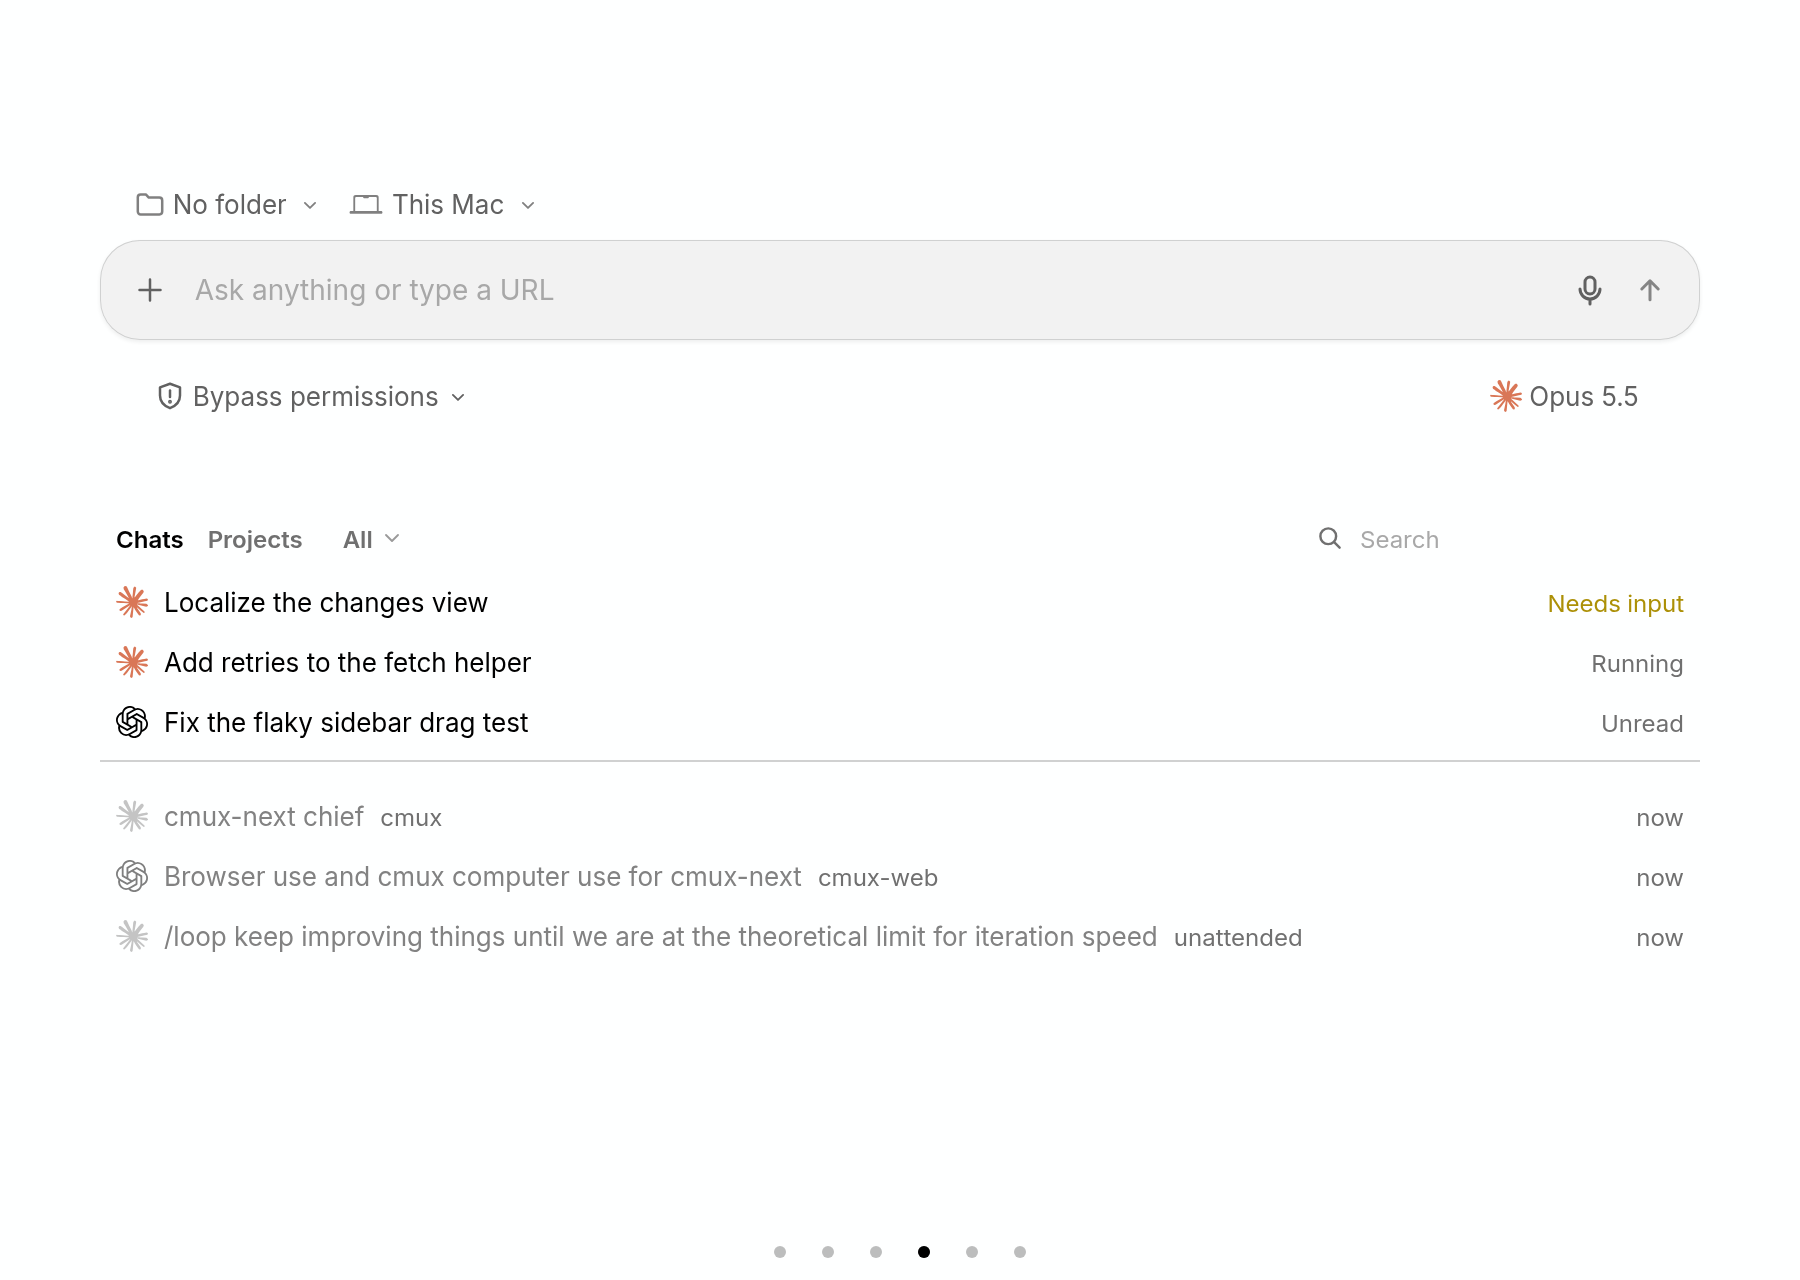 No folder This Mac
Ask anything or type a URL
Bypass permissions Opus 5.5
Chats Projects All Search
Localize the changes view Needs input
Add retries to the fetch helper Running
Fix the flaky sidebar drag test Unread
cmux-next chief cmux now
Browser use and cmux computer use for cmux-next cmux-web now
/loop keep improving things until we are at the theoretical limit for iteration speed unattended now